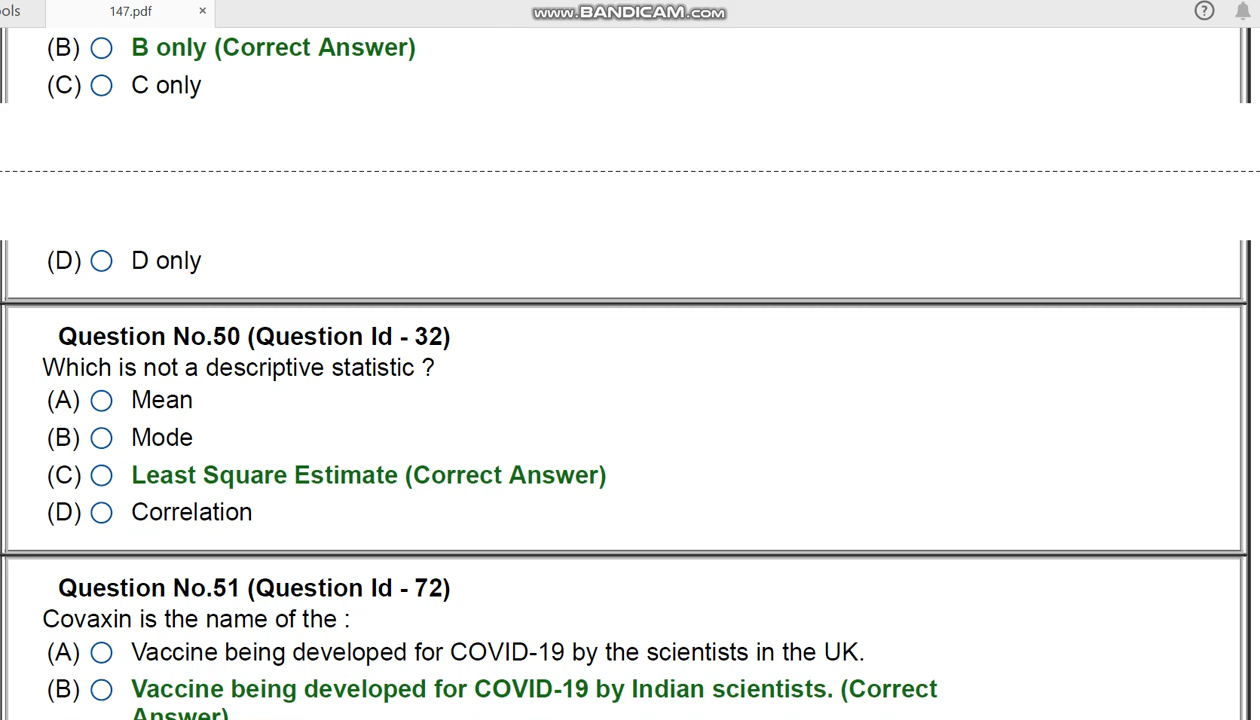 ols
147.pdf
×
www.BANDICAM.com
?
(B) B only (Correct Answer)
(C) C only
(D) D only
Question No.50 (Question Id - 32)
Which is not a descriptive statistic ?
(A) Mean
(B) Mode
(C) Least Square Estimate (Correct Answer)
(D) Correlation
Question No.51 (Question Id - 72)
Covaxin is the name of the :
(A) Vaccine being developed for COVID-19 by the scientists in the UK.
(B) Vaccine being developed for COVID-19 by Indian scientists. (Correct
Answer)